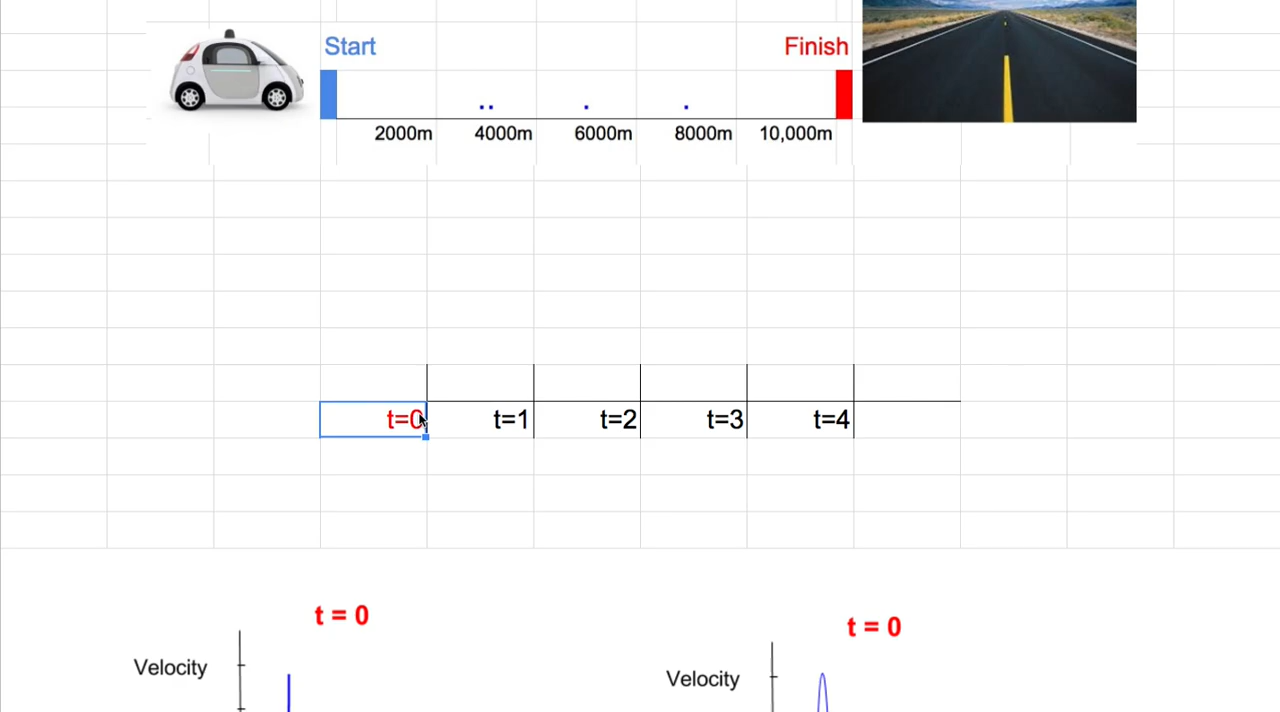 Start
Finish
2000m 4000m 6000m 8000m 10,000m
t=0 t=1 t=2 t=3 t=4
t = 0
t = 0
Velocity
Velocity